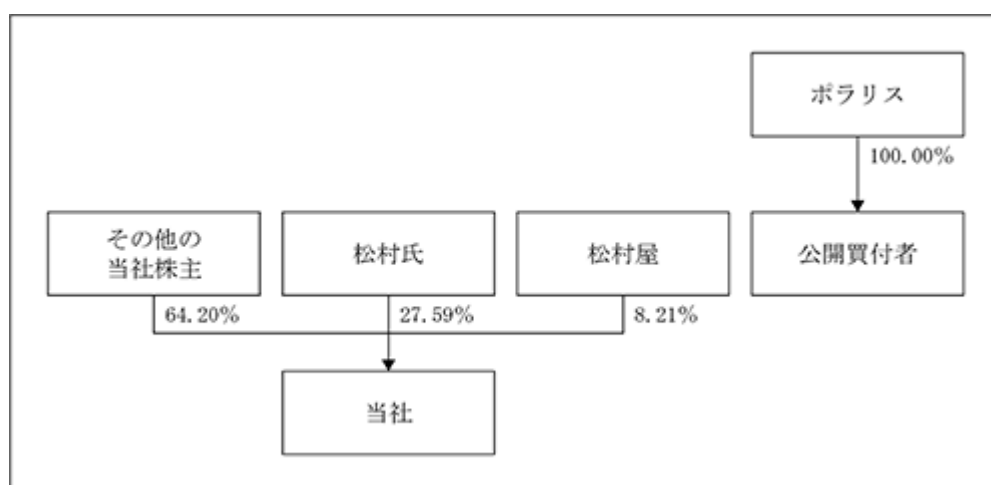 ポラリス
100.00%
その他の
当社株主
松村氏
松村屋
公開買付者
64.20%
27.59%
8.21%
当社